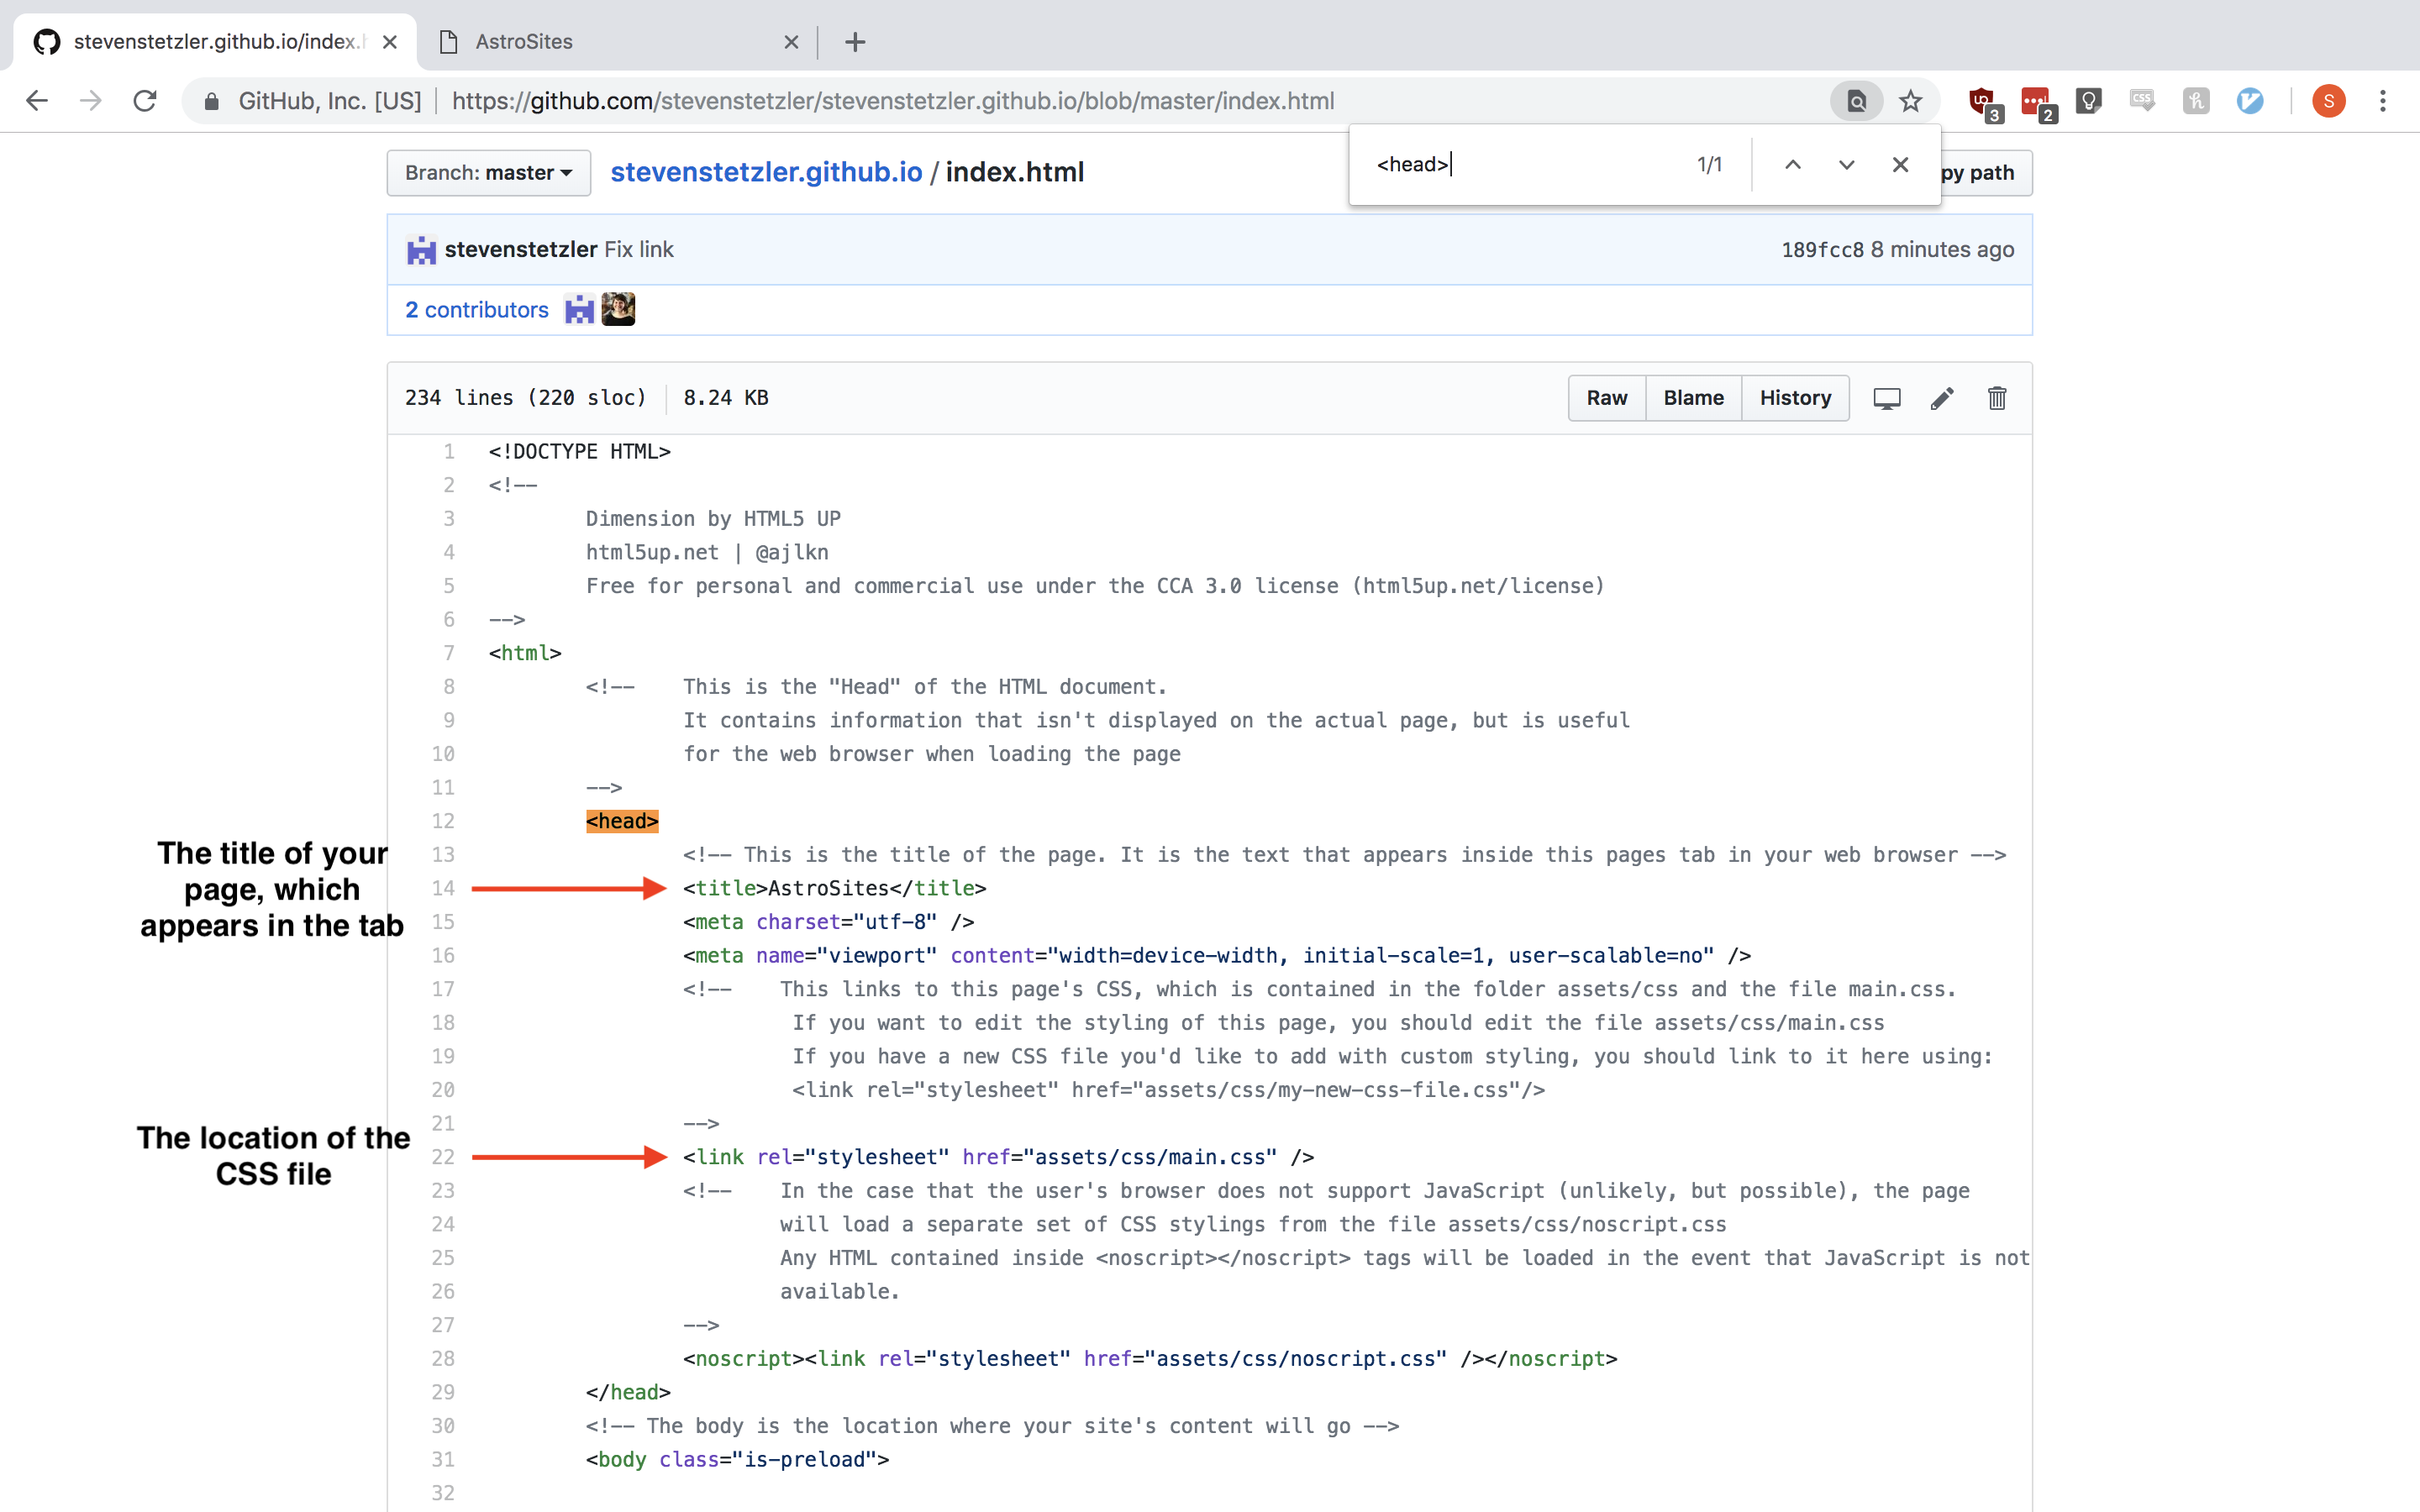 stevenstetzler.github.io/index.h
AstroSites
GitHub, Inc. [US] https://github.com/stevenstetzler/stevenstetzler.github.io/blob/master/index.html
3
2
S
<head>
1/1
Branch: master
stevenstetzler.github.io / index.html
py path
stevenstetzler Fix link
189fcc8 8 minutes ago
2 contributors
234 lines (220 sloc) 8.24 KB
Raw Blame History
1 <!DOCTYPE HTML>
2 <!--
3 Dimension by HTML5 UP
4 html5up.net | @ajlkn
5 Free for personal and commercial use under the CCA 3.0 license (html5up.net/license)
6 -->
7 <html>
8 <!-- This is the "Head" of the HTML document.
9 It contains information that isn't displayed on the actual page, but is useful
10 for the web browser when loading the page
11 -->
12 <head>
13 <!-- This is the title of the page. It is the text that appears inside this pages tab in your web browser -->
The title of your
page, which
appears in the tab
14 <title>AstroSites</title>
15 <meta charset="utf-8" />
16 <meta name="viewport" content="width=device-width, initial-scale=1, user-scalable=no" />
17 <!-- This links to this page's CSS, which is contained in the folder assets/css and the file main.css.
18 If you want to edit the styling of this page, you should edit the file assets/css/main.css
19 If you have a new CSS file you'd like to add with custom styling, you should link to it here using:
20 <link rel="stylesheet" href="assets/css/my-new-css-file.css"/>
21 -->
The location of the
CSS file
22 <link rel="stylesheet" href="assets/css/main.css" />
23 <!-- In the case that the user's browser does not support JavaScript (unlikely, but possible), the page
24 will load a separate set of CSS stylings from the file assets/css/noscript.css
25 Any HTML contained inside <noscript></noscript> tags will be loaded in the event that JavaScript is not
26 available.
27 -->
28 <noscript><link rel="stylesheet" href="assets/css/noscript.css" /></noscript>
29 </head>
30 <!-- The body is the location where your site's content will go -->
31 <body class="is-preload">
32